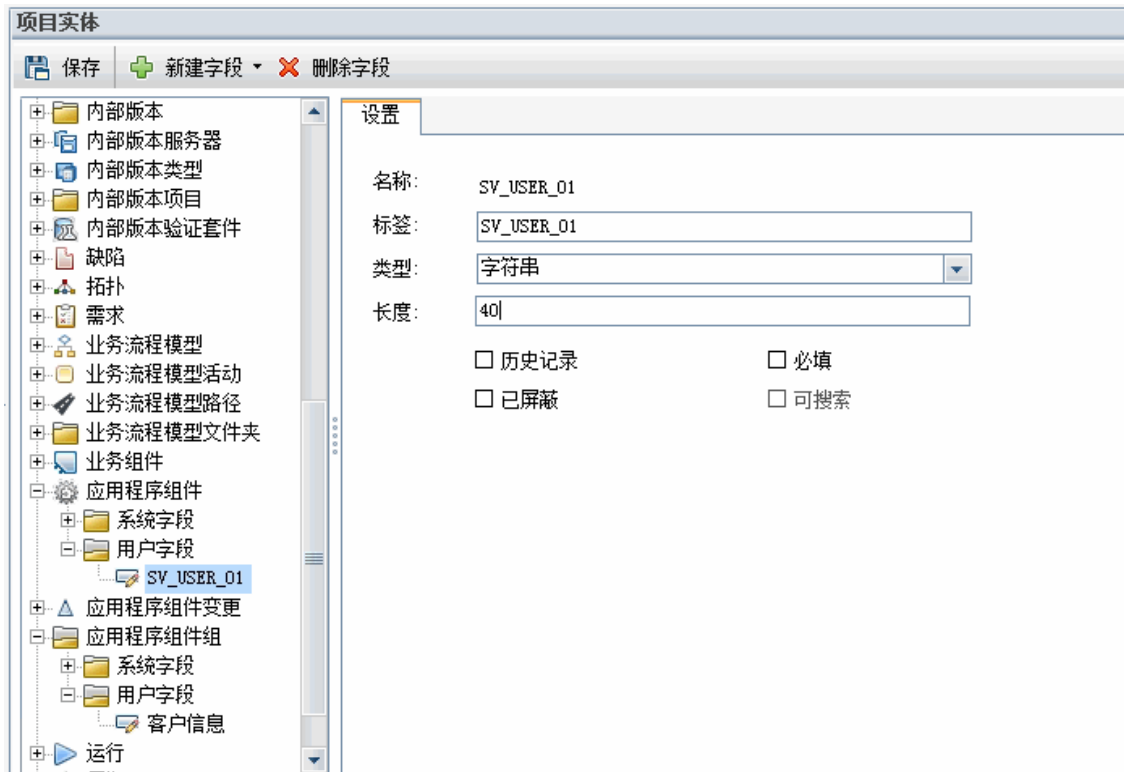 项目实体
保存 新建字段 删除字段
内部版本
内部版本服务器
内部版本类型
内部版本项目
内部版本验证套件
缺陷
拓扑
需求
业务流程模型
业务流程模型活动
业务流程模型路径
业务流程模型文件夹
业务组件
应用程序组件
系统字段
用户字段
SV_USER_01
应用程序组件变更
应用程序组件组
系统字段
用户字段
客户信息
运行
设置
名称: SV_USER_01
标签: SV_USER_01
类型: 字符串
长度: 40
历史记录 必填
已屏蔽 可搜索